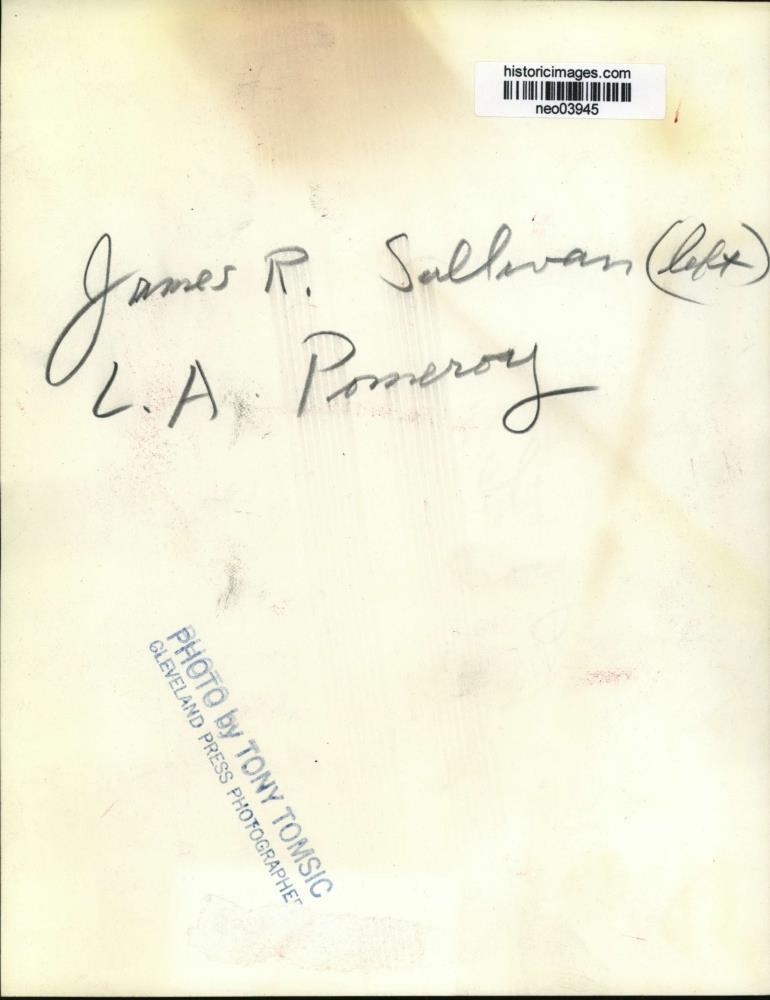 historicimages.com
neo03945
James R. Sullivan (left)
L.A. Pomeroy
PHOTO by TONY TOMSIC
CLEVELAND PRESS PHOTOGRAPHER